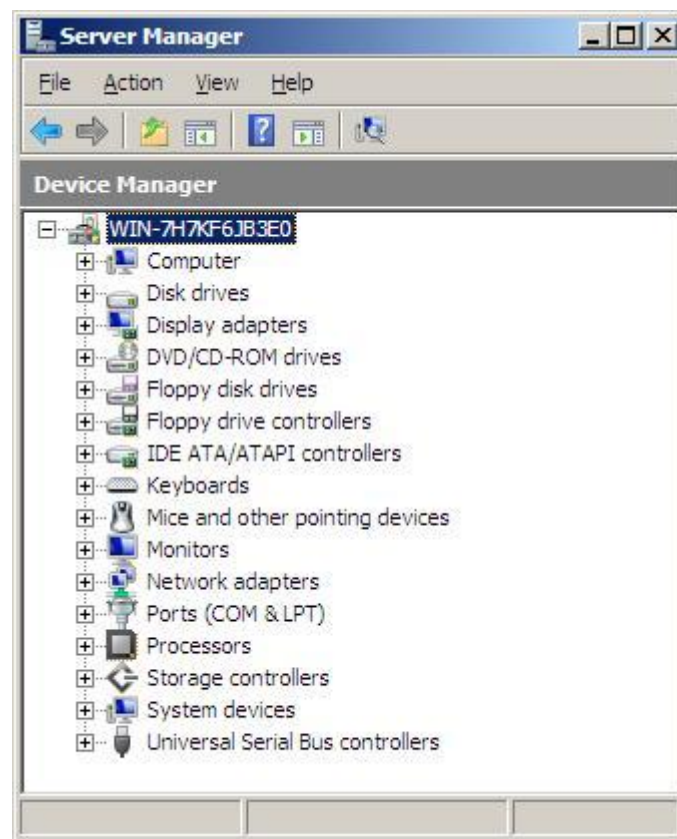 Server Manager
File Action View Help
Device Manager
WIN-7H7KF6JB3E0
Computer
Disk drives
Display adapters
DVD/CD-ROM drives
Floppy disk drives
Floppy drive controllers
IDE ATA/ATAPI controllers
Keyboards
Mice and other pointing devices
Monitors
Network adapters
Ports (COM & LPT)
Processors
Storage controllers
System devices
Universal Serial Bus controllers